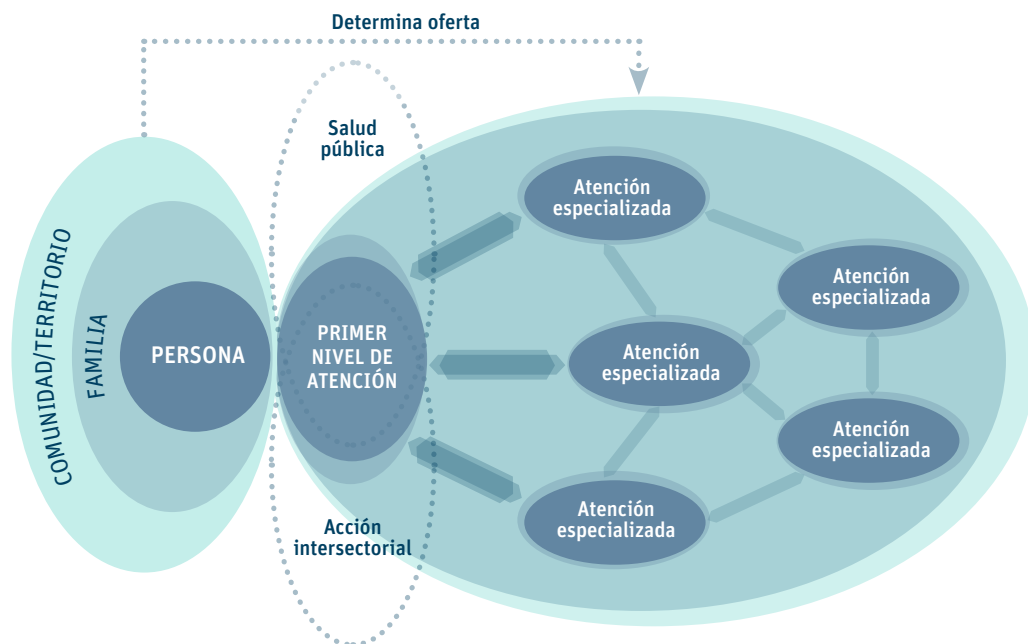 Determina oferta
Salud
pública
COMUNIDAD/TERRITORIO
FAMILIA
PERSONA
PRIMER
NIVEL DE
ATENCIÓN
Acción
intersectorial
Atención
especializada
Atención
especializada
Atención
especializada
Atención
especializada
Atención
especializada